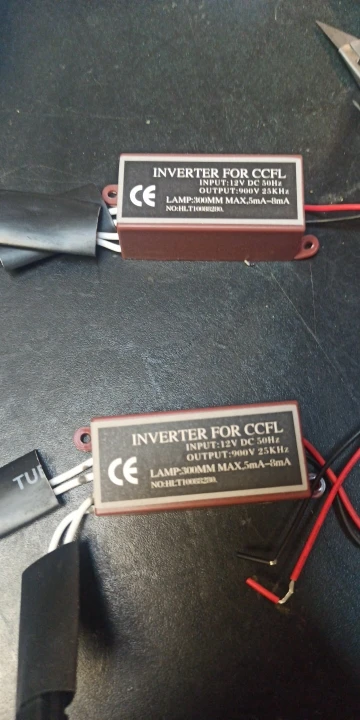 INVERTER FOR CCFL
INPUT:12V DC 50Hz
OUTPUT:900V 25KHz
CE
LAMP:300MM MAX,5mA-8mA
INVERTER FOR CCFL
INPUT:12V DC 50Hz
OUTPUT:900V 25KHz
CE
LAMP:300MM MAX,5mA-8mA
TUF